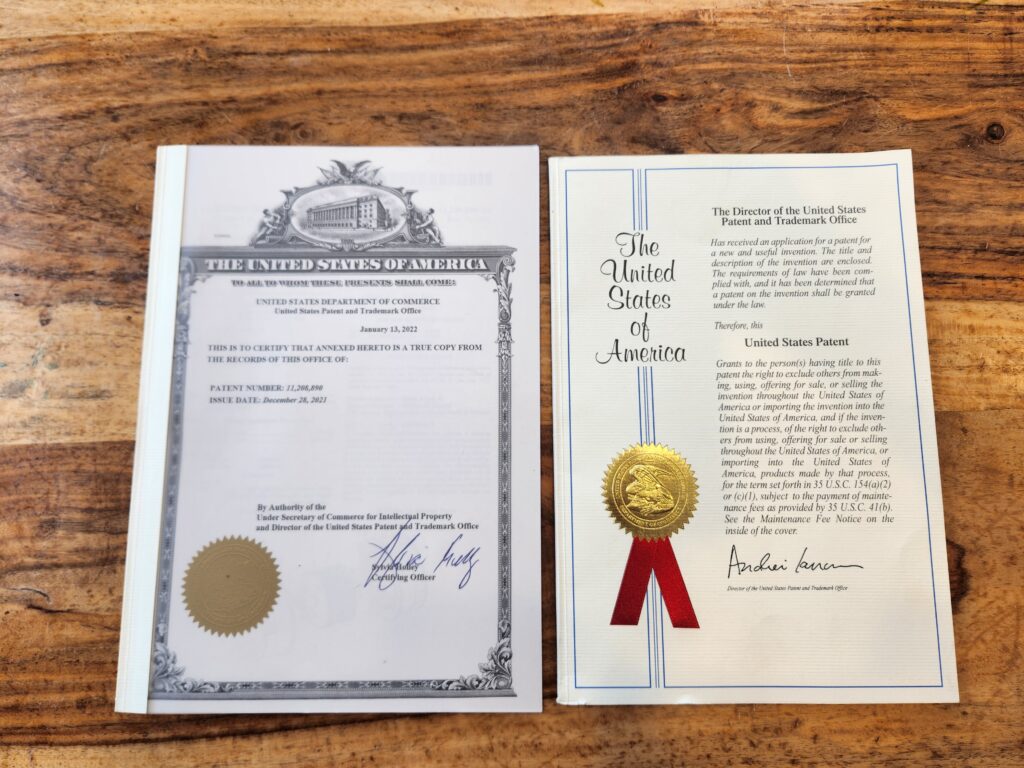 THE UNITED STATES OF AMERICA
TO ALL TO WHOM THESE PRESENTS SHALL COME:
UNITED STATES DEPARTMENT OF COMMERCE
United States Patent and Trademark Office
January 13, 2022
THIS IS TO CERTIFY THAT ANNEXED HERETO IS A TRUE COPY FROM
THE RECORDS OF THIS OFFICE OF:
PATENT NUMBER: 11,206,890
ISSUE DATE: December 28, 2021
By Authority of the
Under Secretary of Commerce for Intellectual Property
and Director of the United States Patent and Trademark Office
Sylvia Holley
Certifying Officer
The
United
States
of
America
The Director of the United States
Patent and Trademark Office
Has received an application for a patent for
a new and useful invention. The title and
description of the invention are enclosed.
The requirements of law have been com-
plied with, and it has been determined that
a patent on the invention shall be granted
under the law.
Therefore, this
United States Patent
Grants to the person(s) having title to this
patent the right to exclude others from mak-
ing, using, offering for sale, or selling the
invention throughout the United States of
America or importing the invention into the
United States of America, and if the inven-
tion is a process, of the right to exclude oth-
ers from using, offering for sale or selling
throughout the United States of America, or
importing into the United States of
America, products made by that process,
for the term set forth in 35 U.S.C. 154(a)(2)
or (c)(1), subject to the payment of mainte-
nance fees as provided by 35 U.S.C. 41(b).
See the Maintenance Fee Notice on the
inside of the cover.
Andrei Iancu
Director of the United States Patent and Trademark Office